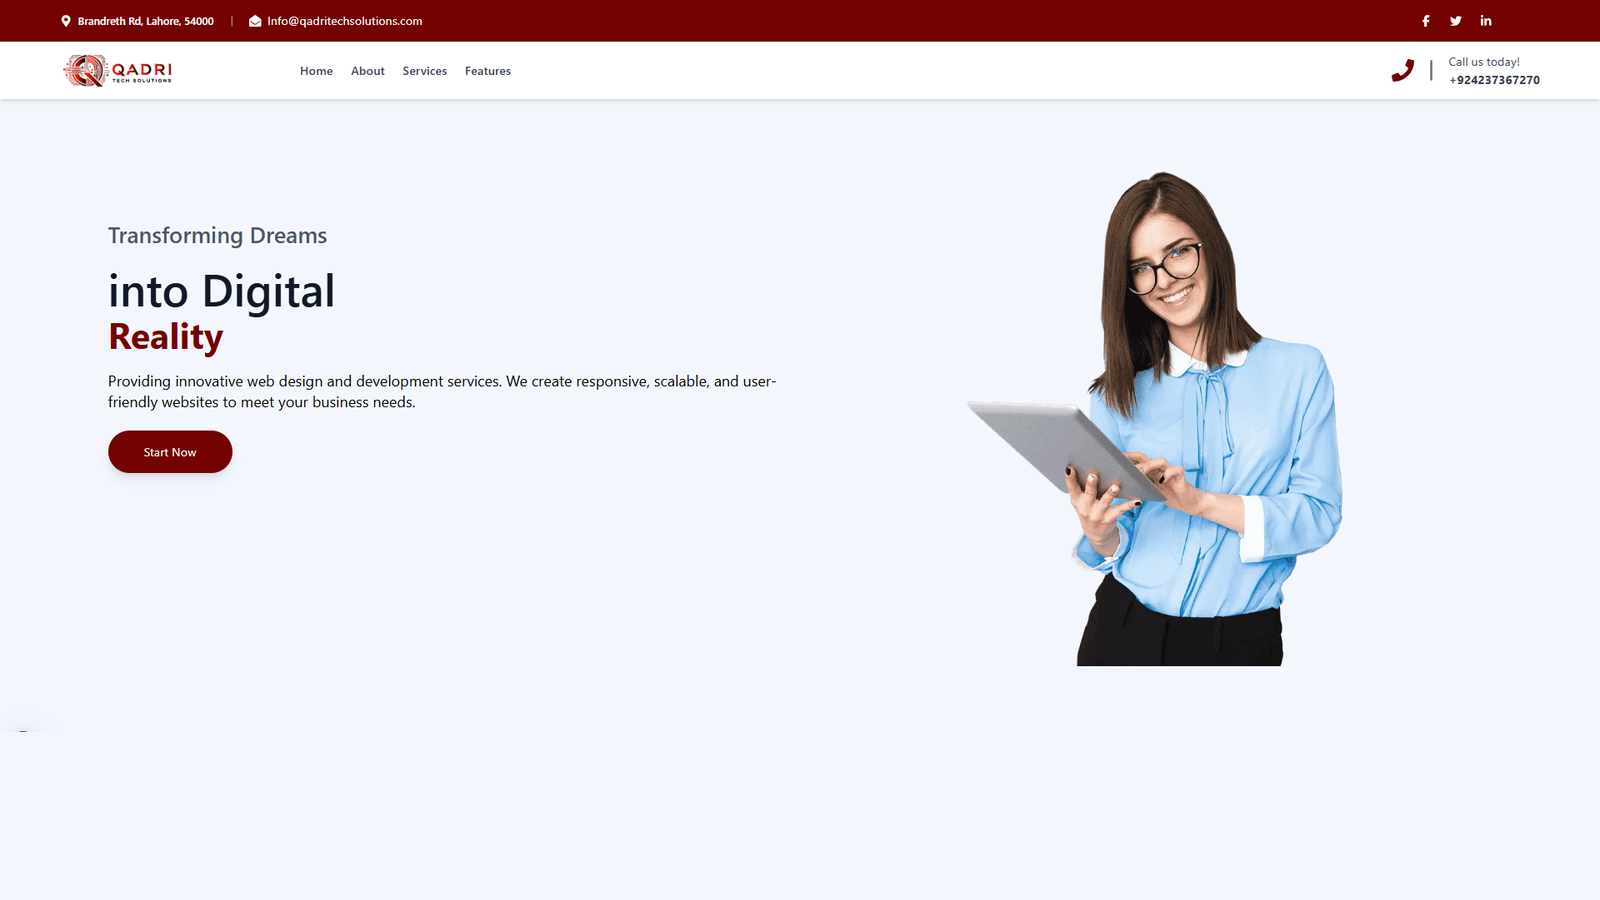 Brandreth Rd, Lahore, 54000
Info@qadritechsolutions.com
QADRI
TECH SOLUTIONS
Home
About
Services
Features
Call us today!
+924237367270
Transforming Dreams
into Digital
Reality
Providing innovative web design and development services. We create responsive, scalable, and user-
friendly websites to meet your business needs.
Start Now